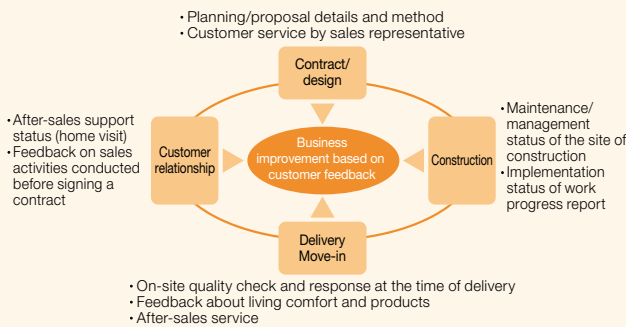 • Planning/proposal details and method
• Customer service by sales representative
Contract/
design
• After-sales support
status (home visit)
• Feedback on sales
activities conducted
before signing a
contract
Customer
relationship
Business
improvement based on
customer feedback
Construction
• Maintenance/
management
status of the site of
construction
• Implementation
status of work
progress report
Delivery
Move-in
• On-site quality check and response at the time of delivery
• Feedback about living comfort and products
• After-sales service